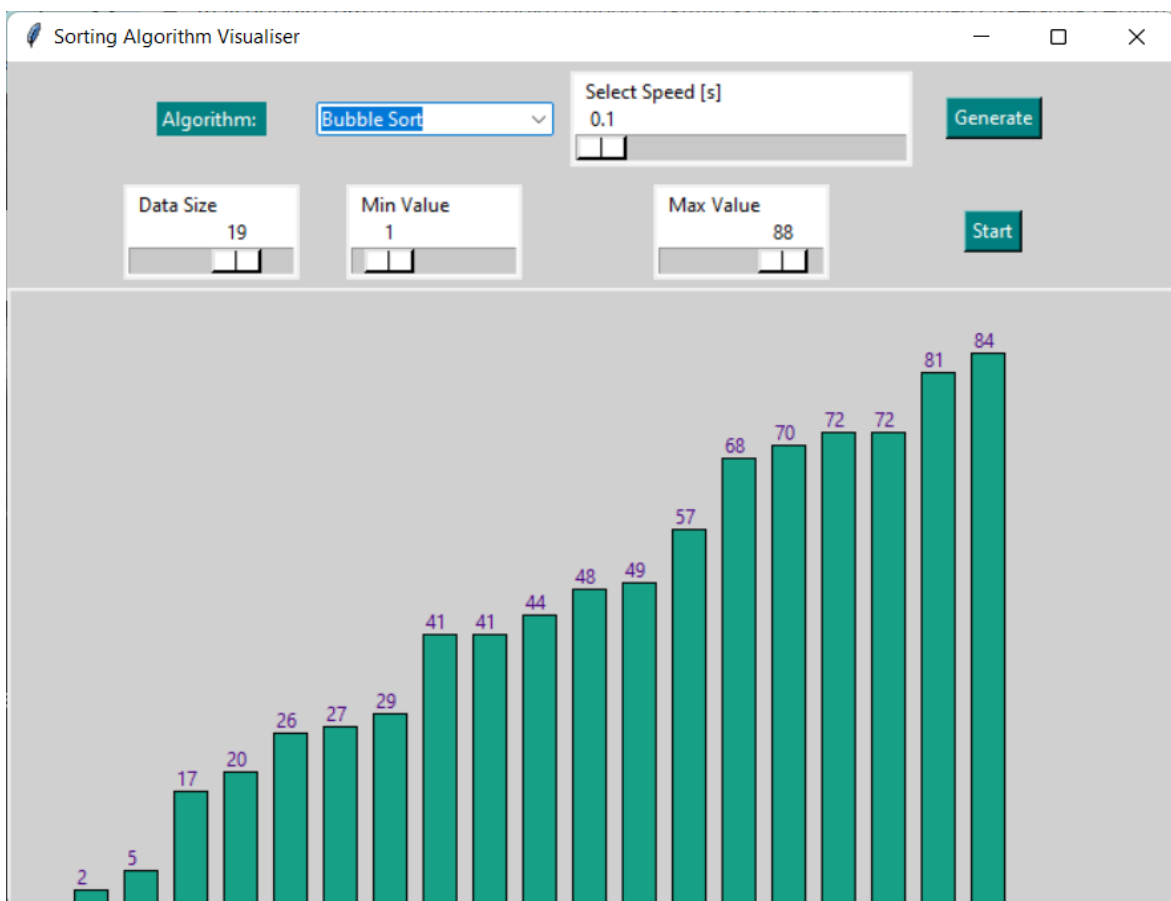 Sorting Algorithm Visualiser
Algorithm:
Bubble Sort
Select Speed [s]
0.1
Generate
Data Size
19
Min Value
1
Max Value
88
Start
2
5
17
20
26
27
29
41
41
44
48
49
57
68
70
72
72
81
84